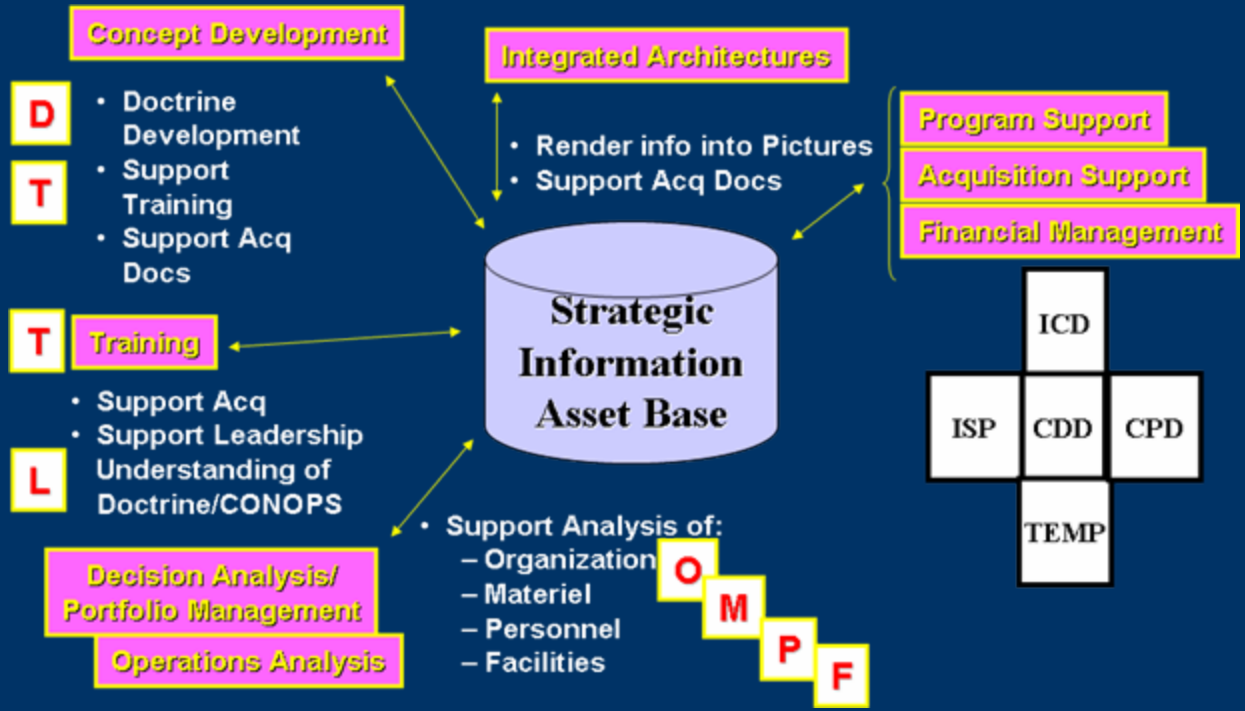 Concept Development
D
• Doctrine
Development
T
• Support
Training
• Support Acq
Docs
Integrated Architectures
• Render info into Pictures
• Support Acq Docs
Program Support
Acquisition Support
Financial Management
Strategic
Information
Asset Base
T
Training
• Support Acq
• Support Leadership
Understanding of
Doctrine/CONOPS
L
ICD
ISP CDD CPD
TEMP
Decision Analysis/
Portfolio Management
Operations Analysis
• Support Analysis of:
– Organization
– Materiel
– Personnel
– Facilities
O
M
P
F